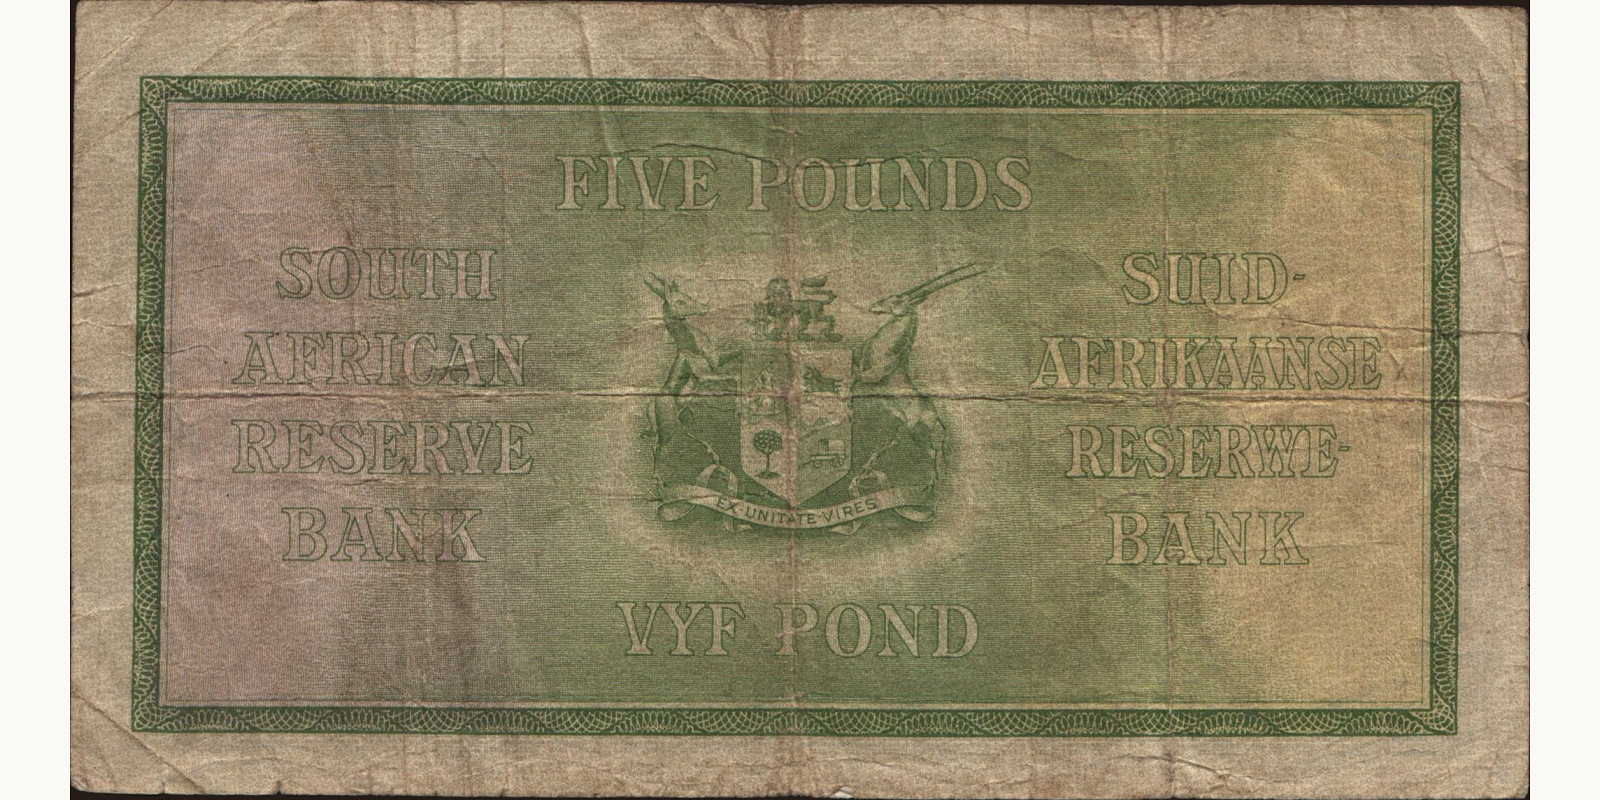 FIVE POUNDS
SOUTH
AFRICAN
RESERVE
BANK
SUID-
AFRIKAANSE
RESERWE-
BANK
EX·UNITATE·VIRES
VYF POND